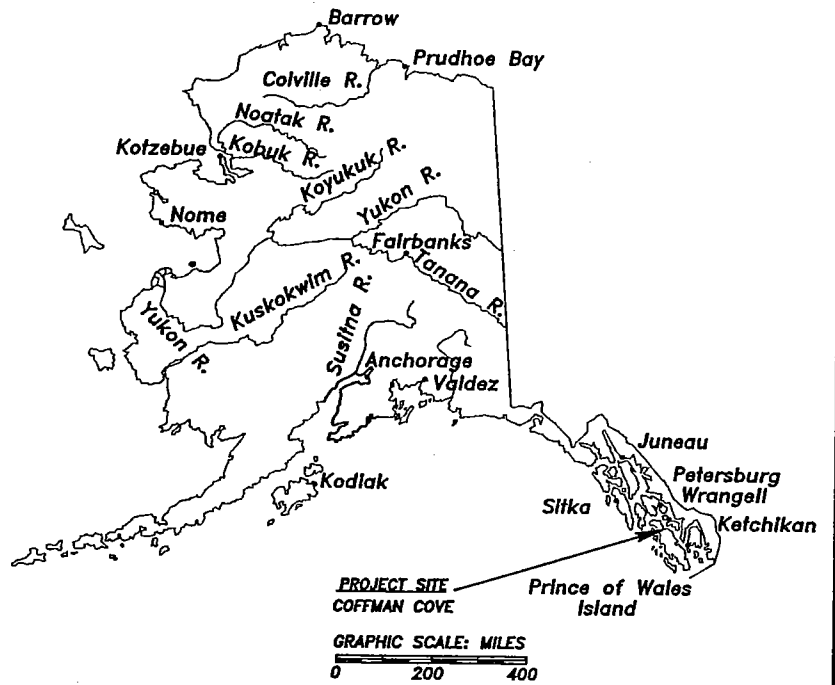 Barrow
Prudhoe Bay
Colville R.
Noatak R.
Kotzebue
Kobuk R.
Koyukuk R.
Yukon R.
Nome
Fairbanks
Tanana R.
Kuskokwim R.
Susitna R.
Yukon R.
Anchorage
Valdez
Kodiak
Juneau
Petersburg
Wrangell
Sitka
Ketchikan
PROJECT SITE
COFFMAN COVE
Prince of Wales
Island
GRAPHIC SCALE: MILES
0 200 400